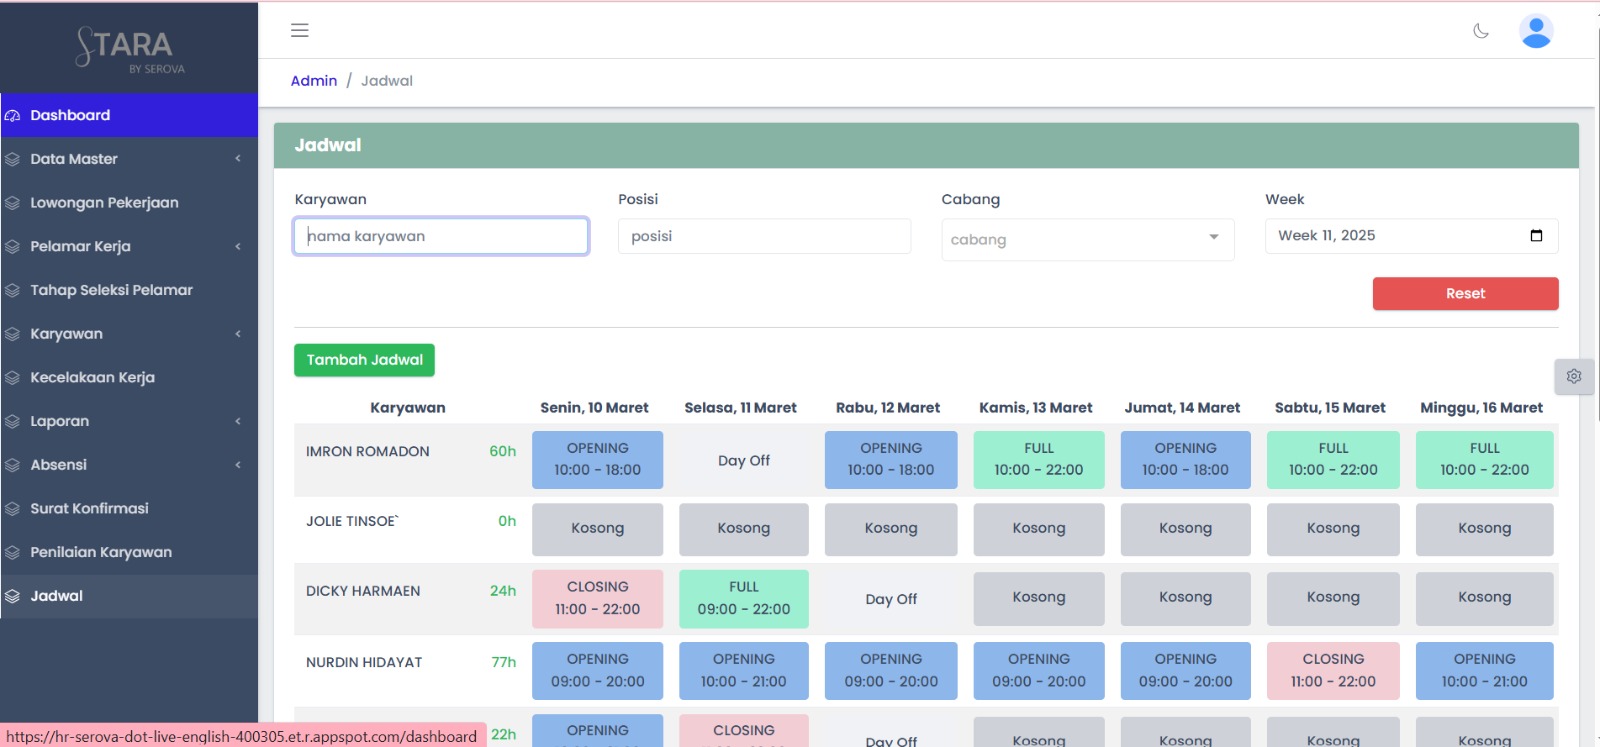 STARA
BY SEROVA
Dashboard
Data Master
Lowongan Pekerjaan
Pelamar Kerja
Tahap Seleksi Pelamar
Karyawan
Kecelakaan Kerja
Laporan
Absensi
Surat Konfirmasi
Penilaian Karyawan
Jadwal
Admin / Jadwal
Jadwal
Karyawan Posisi Cabang Week
nama karyawan posisi cabang Week 11, 2025
Reset
Tambah Jadwal
Karyawan Senin, 10 Maret Selasa, 11 Maret Rabu, 12 Maret Kamis, 13 Maret Jumat, 14 Maret Sabtu, 15 Maret Minggu, 16 Maret
IMRON ROMADON 60h OPENING Day Off OPENING FULL OPENING FULL FULL
10:00 - 18:00 10:00 - 18:00 10:00 - 22:00 10:00 - 18:00 10:00 - 22:00 10:00 - 22:00
JOLIE TINSOE` 0h Kosong Kosong Kosong Kosong Kosong Kosong Kosong
DICKY HARMAEN 24h CLOSING FULL Day Off Kosong Kosong Kosong Kosong
11:00 - 22:00 09:00 - 22:00
NURDIN HIDAYAT 77h OPENING OPENING OPENING OPENING OPENING CLOSING OPENING
09:00 - 20:00 10:00 - 21:00 09:00 - 20:00 09:00 - 20:00 09:00 - 20:00 11:00 - 22:00 10:00 - 21:00
22h OPENING CLOSING Day Off Kosong Kosong Kosong Kosong
https://hr-serova-dot-live-english-400305.et.r.appspot.com/dashboard